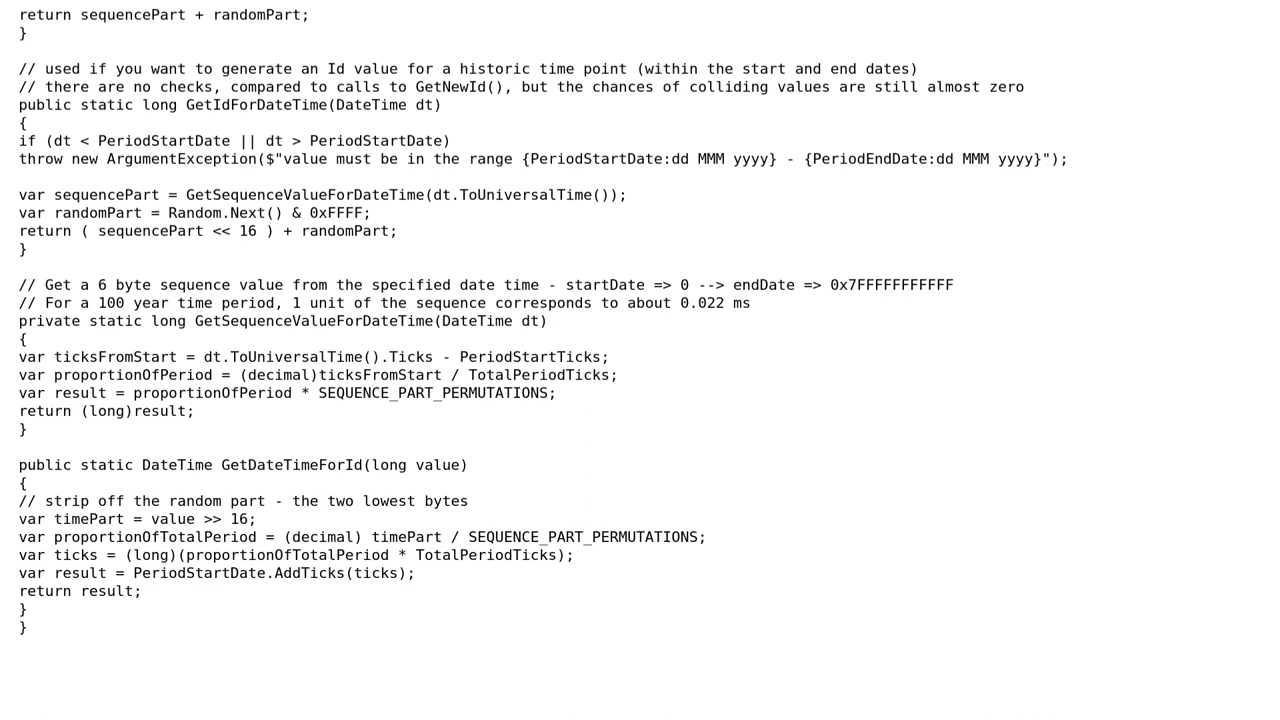 return sequencePart + randomPart;
}
// used if you want to generate an Id value for a historic time point (within the start and end dates)
// there are no checks, compared to calls to GetNewId(), but the chances of colliding values are still almost zero
public static long GetIdForDateTime(DateTime dt)
{
if (dt < PeriodStartDate || dt > PeriodStartDate)
throw new ArgumentException($"value must be in the range {PeriodStartDate:dd MMM yyyy} - {PeriodEndDate:dd MMM yyyy}");
var sequencePart = GetSequenceValueForDateTime(dt.ToUniversalTime());
var randomPart = Random.Next() & 0xFFFF;
return ( sequencePart << 16 ) + randomPart;
}
// Get a 6 byte sequence value from the specified date time - startDate => 0 --> endDate => 0x7FFFFFFFFFFF
// For a 100 year time period, 1 unit of the sequence corresponds to about 0.022 ms
private static long GetSequenceValueForDateTime(DateTime dt)
{
var ticksFromStart = dt.ToUniversalTime().Ticks - PeriodStartTicks;
var proportionOfPeriod = (decimal)ticksFromStart / TotalPeriodTicks;
var result = proportionOfPeriod * SEQUENCE_PART_PERMUTATIONS;
return (long)result;
}
public static DateTime GetDateTimeForId(long value)
{
// strip off the random part - the two lowest bytes
var timePart = value >> 16;
var proportionOfTotalPeriod = (decimal) timePart / SEQUENCE_PART_PERMUTATIONS;
var ticks = (long)(proportionOfTotalPeriod * TotalPeriodTicks);
var result = PeriodStartDate.AddTicks(ticks);
return result;
}
}